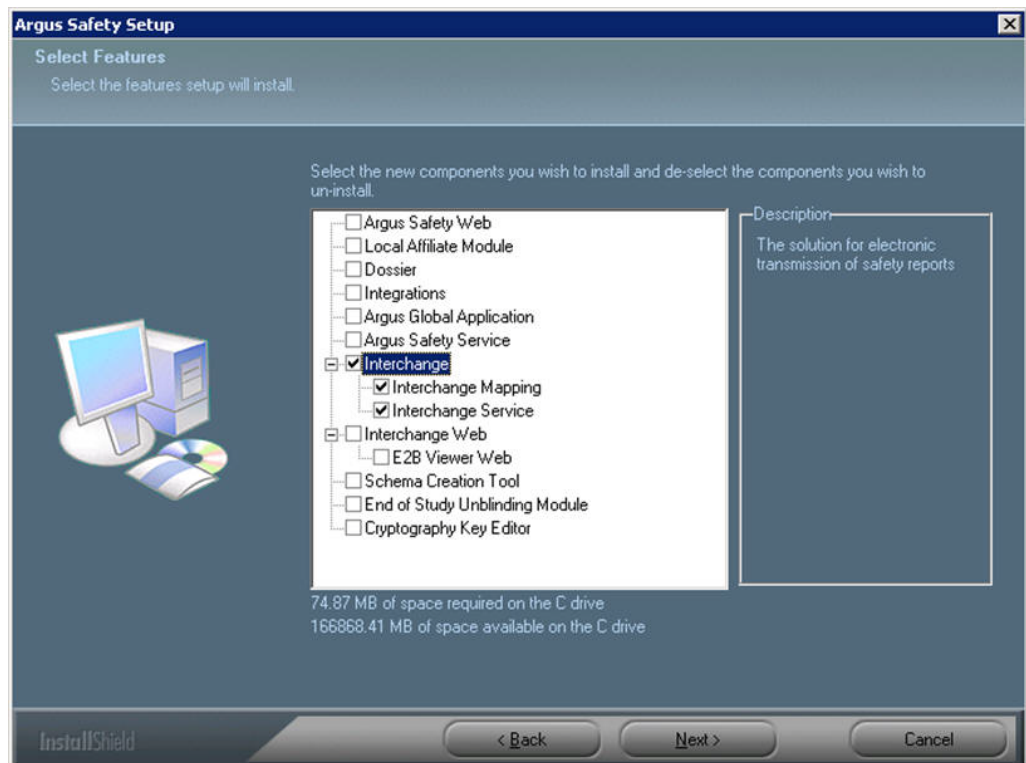 Argus Safety Setup
Select Features
Select the features setup will install.
Select the new components you wish to install and de-select the components you wish to
un-install.
Argus Safety Web
Local Affiliate Module
Dossier
Integrations
Argus Global Application
Argus Safety Service
Interchange
Interchange Mapping
Interchange Service
Interchange Web
E2B Viewer Web
Schema Creation Tool
End of Study Unblinding Module
Cryptography Key Editor
Description
The solution for electronic
transmission of safety reports
74.87 MB of space required on the C drive
166868.41 MB of space available on the C drive
InstallShield
< Back
Next >
Cancel